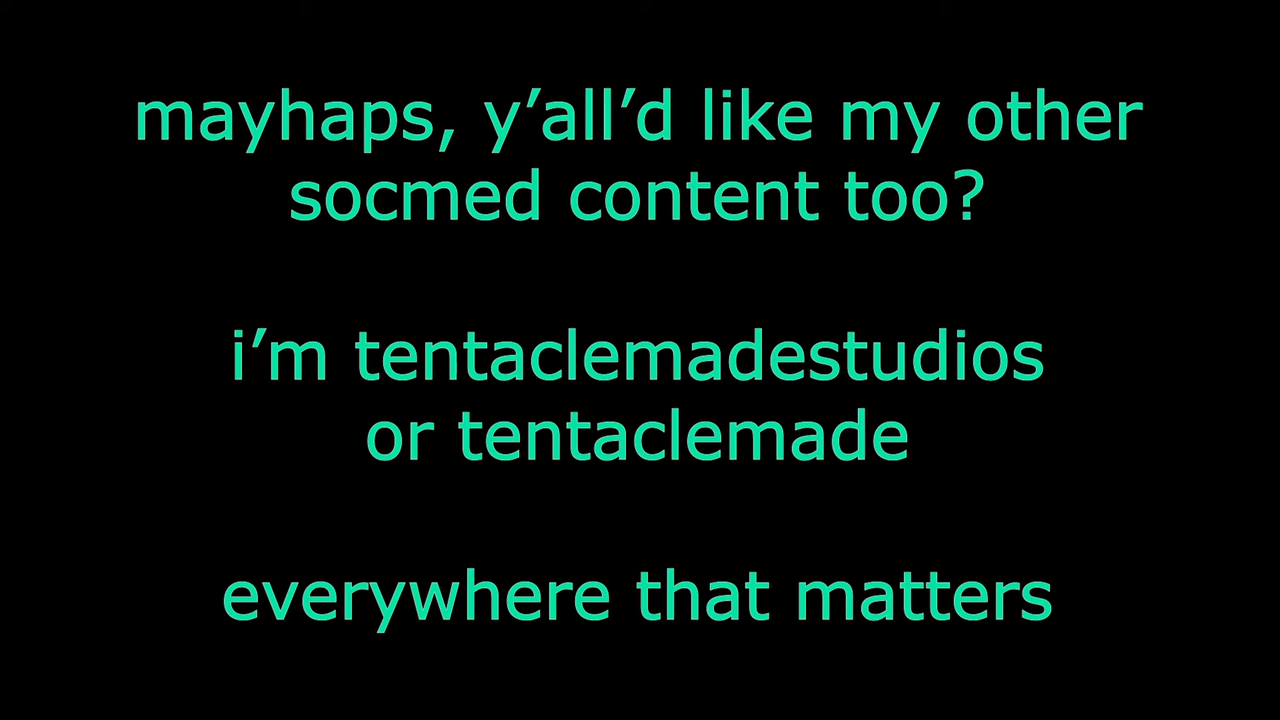 mayhaps, y’all’d like my other
socmed content too?
i’m tentaclemadestudios
or tentaclemade
everywhere that matters